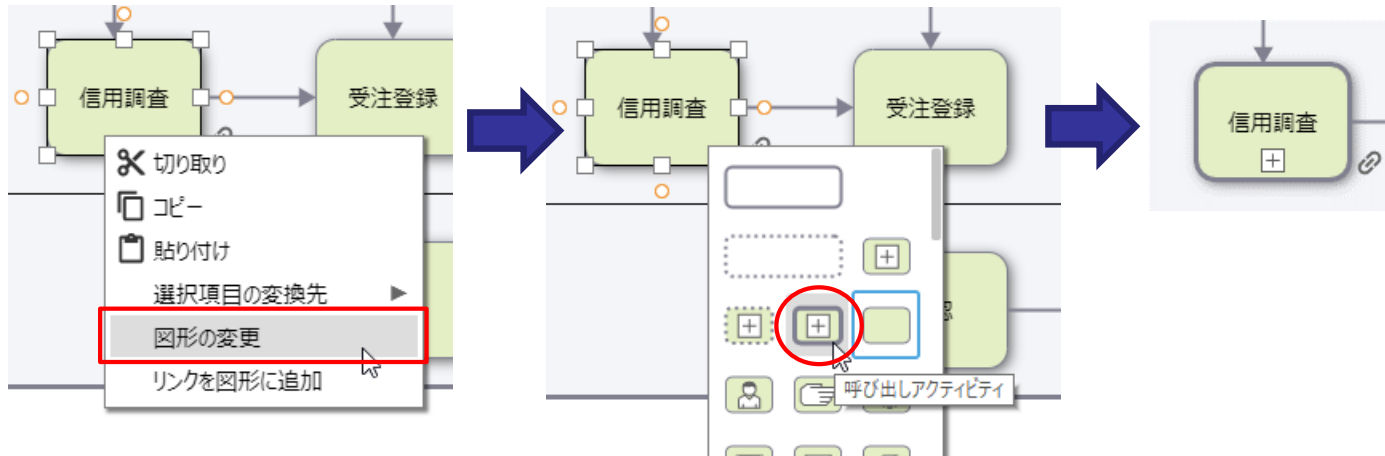 信用調査
受注登録
切り取り
コピー
貼り付け
選択項目の変換先
図形の変更
リンクを図形に追加
信用調査
受注登録
認
呼び出しアクティビティ
信用調査